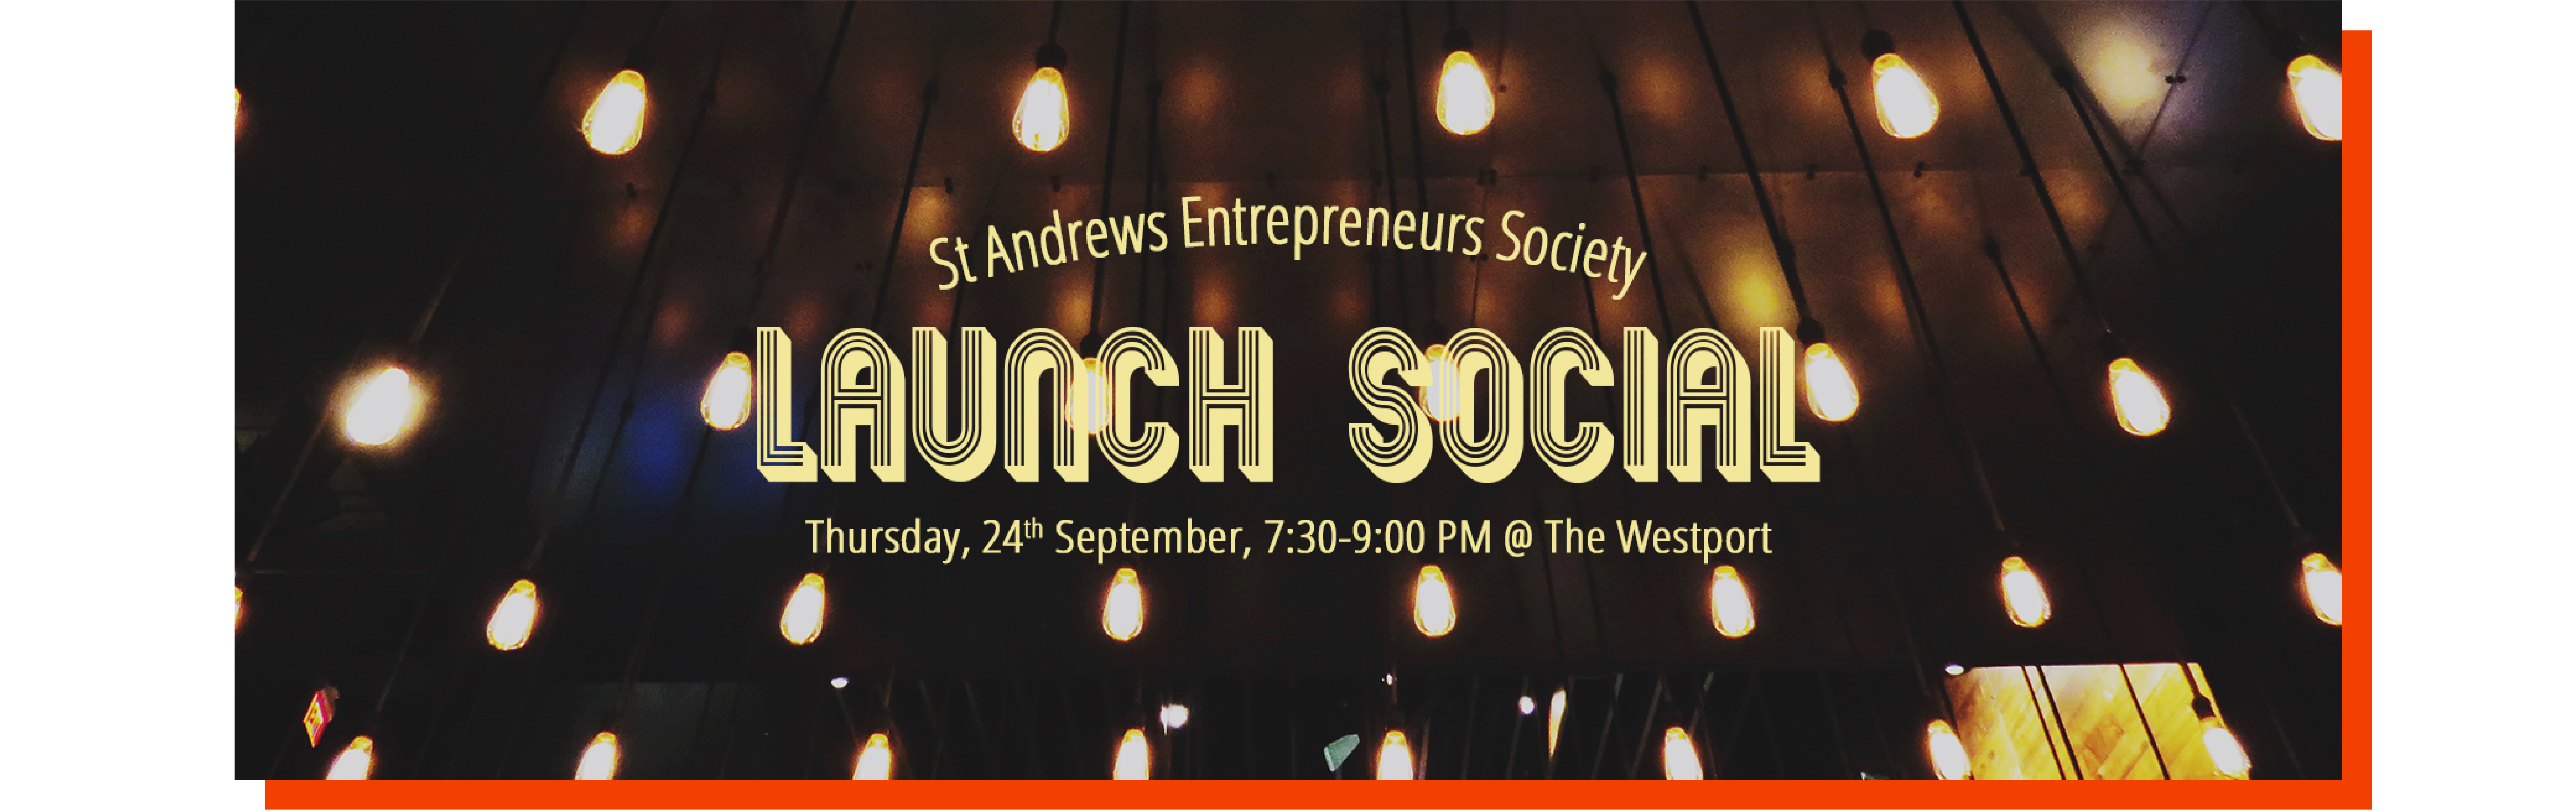 St Andrews Entrepreneurs Society
LAUNCH SOCIAL
Thursday, 24th September, 7:30-9:00 PM @ The Westport